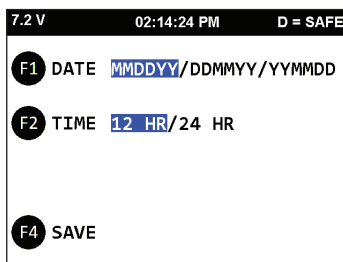 7.2 V 02:14:24 PM D = SAFE
F1 DATE MMDDYY/DDMMYY/YYMMDD
F2 TIME 12 HR/24 HR
F4 SAVE